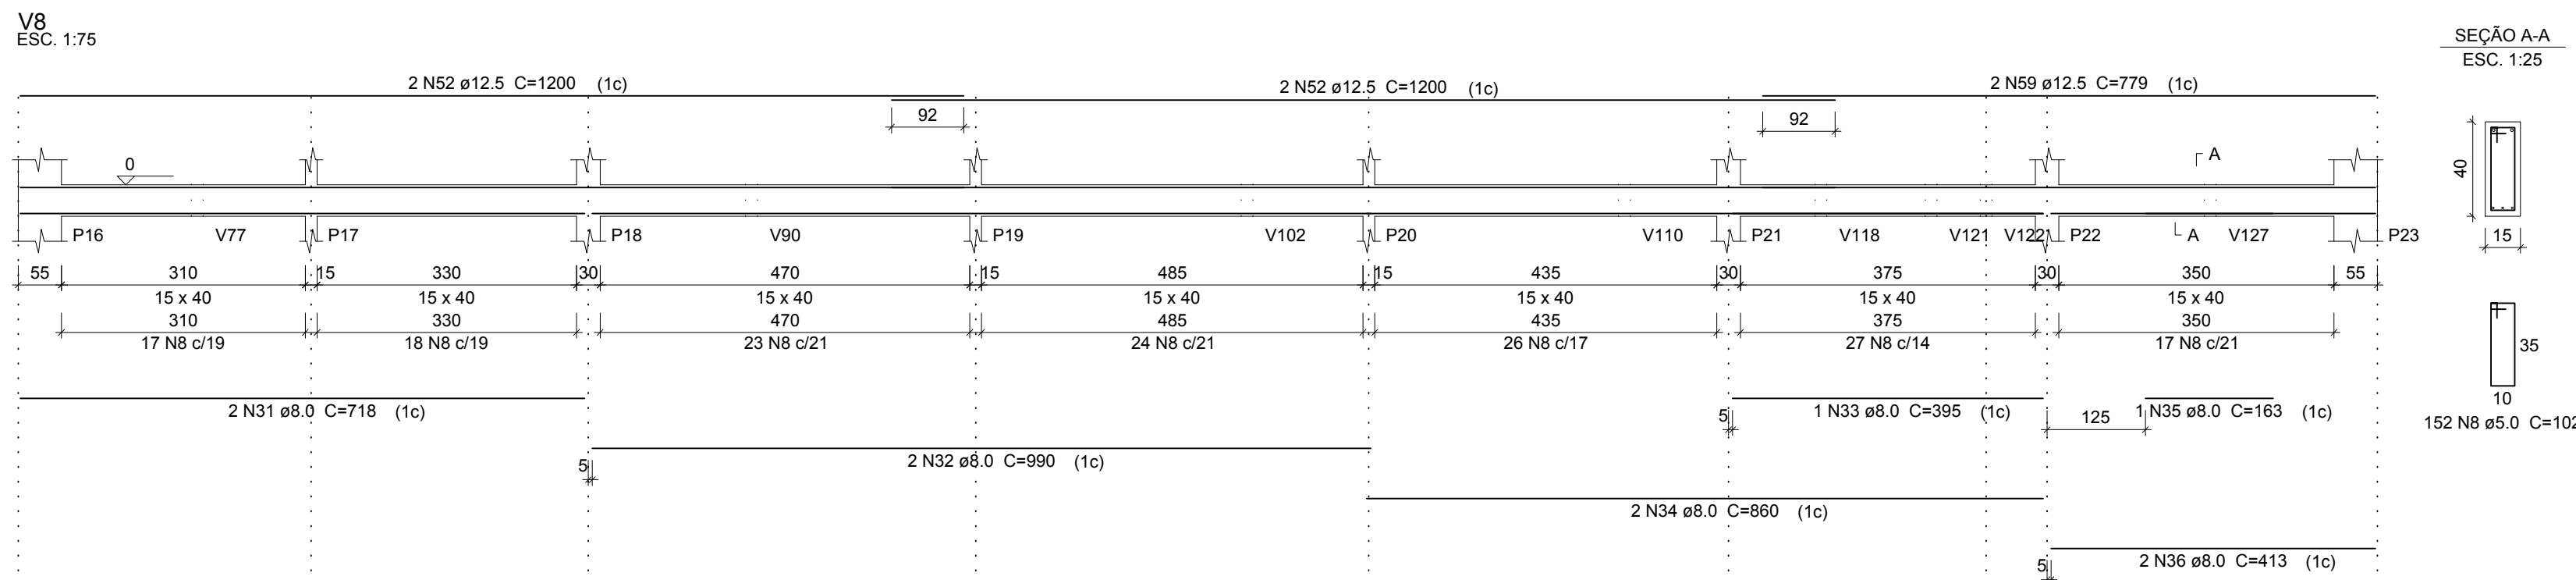 V8
ESC. 1:75
SEÇÃO A-A
ESC. 1:25
2 N52 ø12.5 C=1200 (1c)
2 N52 ø12.5 C=1200 (1c)
2 N59 ø12.5 C=779 (1c)
92
92
0
A
40
P16 V77 P17 P18 V90 P19 V102 P20 V110 P21 V118 V121 V122 P22 A V127 P23
15
55 310 15 330 30 470 15 485 15 435 30 375 30 350 55
15 x 40 15 x 40 15 x 40 15 x 40 15 x 40 15 x 40 15 x 40
310 330 470 485 435 375 350
17 N8 c/19 18 N8 c/19 23 N8 c/21 24 N8 c/21 26 N8 c/17 27 N8 c/14 17 N8 c/21
35
10
152 N8 ø5.0 C=102
2 N31 ø8.0 C=718 (1c)
5
1 N33 ø8.0 C=395 (1c)
125
1 N35 ø8.0 C=163 (1c)
5
2 N32 ø8.0 C=990 (1c)
2 N34 ø8.0 C=860 (1c)
5
2 N36 ø8.0 C=413 (1c)